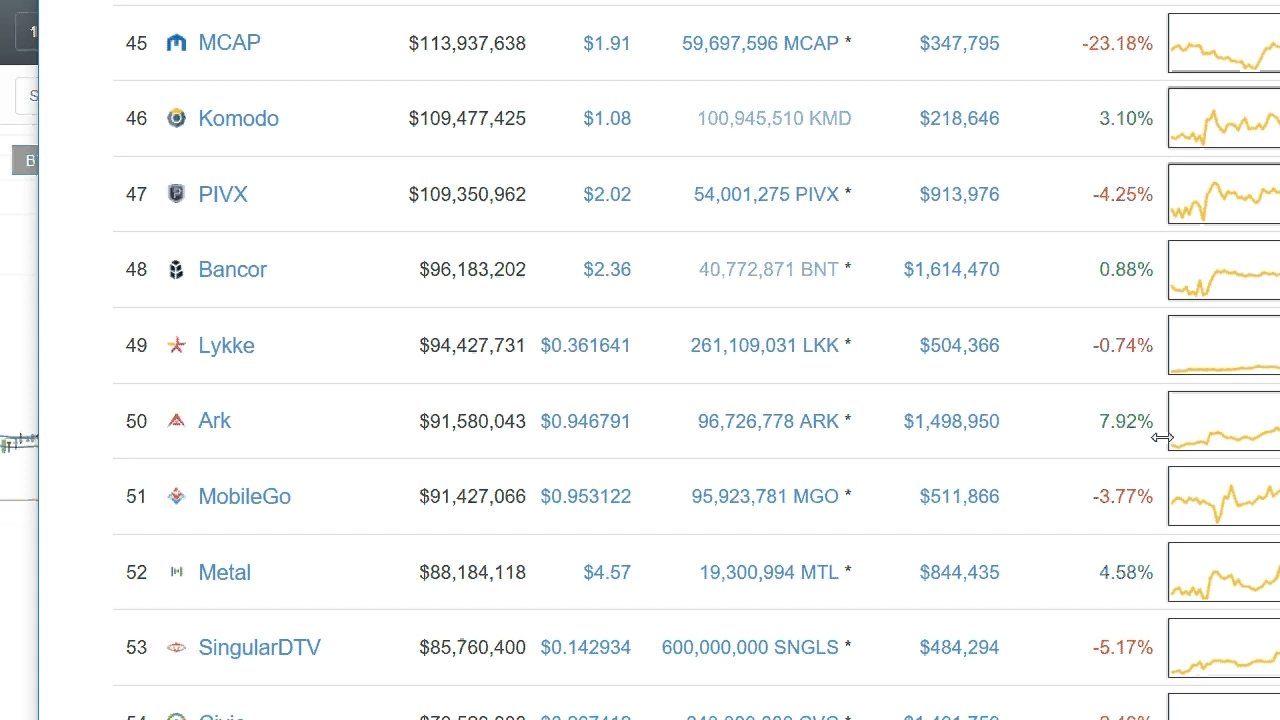 45 MCAP $113,937,638 $1.91 59,697,596 MCAP * $347,795 -23.18%
46 Komodo $109,477,425 $1.08 100,945,510 KMD $218,646 3.10%
47 PIVX $109,350,962 $2.02 54,001,275 PIVX * $913,976 -4.25%
48 Bancor $96,183,202 $2.36 40,772,871 BNT * $1,614,470 0.88%
49 Lykke $94,427,731 $0.361641 261,109,031 LKK * $504,366 -0.74%
50 Ark $91,580,043 $0.946791 96,726,778 ARK * $1,498,950 7.92%
51 MobileGo $91,427,066 $0.953122 95,923,781 MGO * $511,866 -3.77%
52 Metal $88,184,118 $4.57 19,300,994 MTL * $844,435 4.58%
53 SingularDTV $85,760,400 $0.142934 600,000,000 SNGLS * $484,294 -5.17%